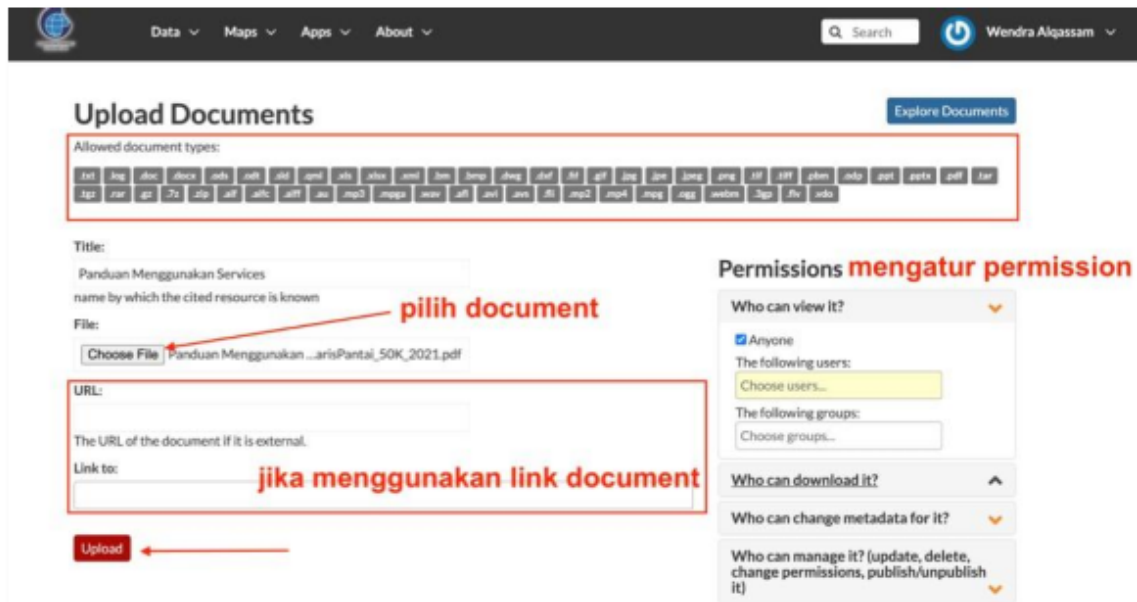 Data Maps Apps About Search Wendra Alqassam
Upload Documents
Explore Documents
Allowed document types:
.txt .log .doc .docx .ods .odt .sld .qml .xls .xlsx .xml .bm .bmp .dwg .dxf .fif .gif .jpg .jpe .jpeg .png .tif .tiff .pbm .odp .ppt .pptx .pdf .tar
.tgz .rar .gz .7z .zip .aif .aifc .aiff .au .mp3 .mpga .wav .afl .avi .avs .fli .mp2 .mp4 .mpg .ogg .webm .3gp .flv .vdo
Title:
Panduan Menggunakan Services
name by which the cited resource is known
pilih document
File:
Choose File Panduan Menggunakan ...arisPantai_50K_2021.pdf
URL:
The URL of the document if it is external.
Link to:
jika menggunakan link document
Upload
Permissions mengatur permission
Who can view it?
Anyone
The following users:
Choose users...
The following groups:
Choose groups...
Who can download it?
Who can change metadata for it?
Who can manage it? (update, delete,
change permissions, publish/unpublish
it)